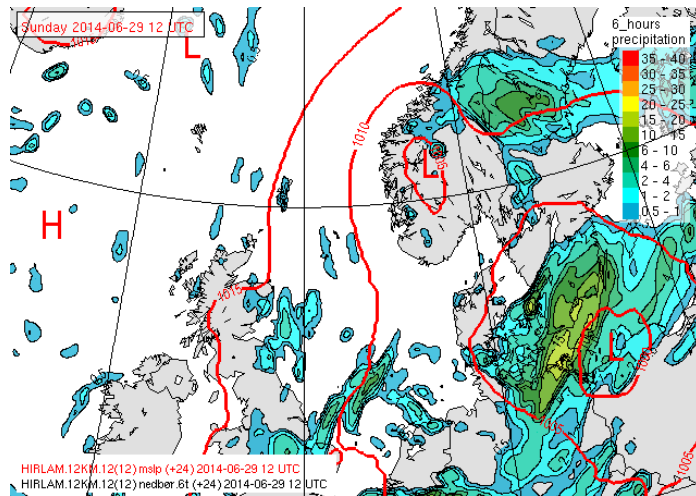 Sunday 2014-06-29 12 UTC
6_hours
precipitation
35 - 40
30 - 35
25 - 30
20 - 25
15 - 20
10 - 15
6 - 10
4 - 6
2 - 4
1 - 2
0.5 - 1
L
H
L
L
1010
1015
1005
HIRLAM.12KM.12(12) mslp (+24) 2014-06-29 12 UTC
HIRLAM.12KM.12(12) nedbør.6t (+24) 2014-06-29 12 UTC